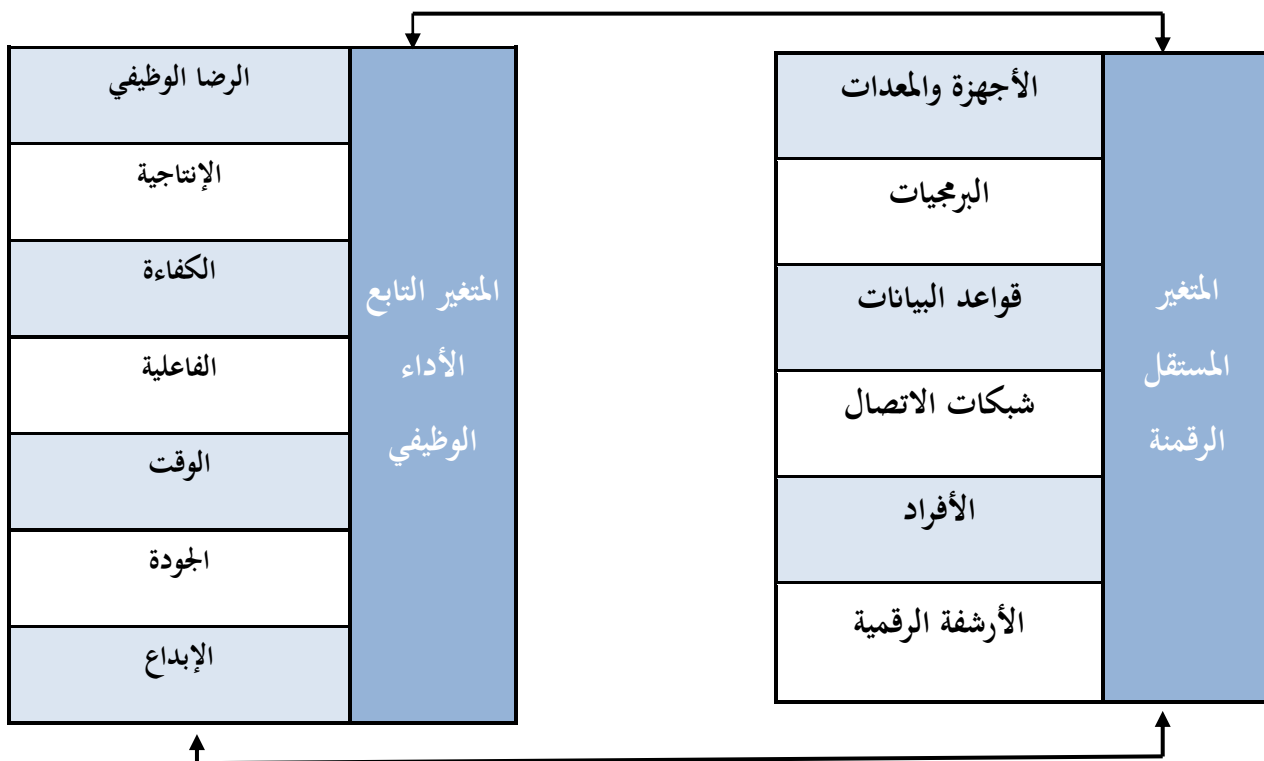 المتغير
المستقل
الرقمنة
الأجهزة والمعدات
البرمجيات
قواعد البيانات
شبكات الاتصال
الأفراد
الأرشفة الرقمية
المتغير التابع
الأداء
الوظيفي
الرضا الوظيفي
الإنتاجية
الكفاءة
الفاعلية
الوقت
الجودة
الإبداع